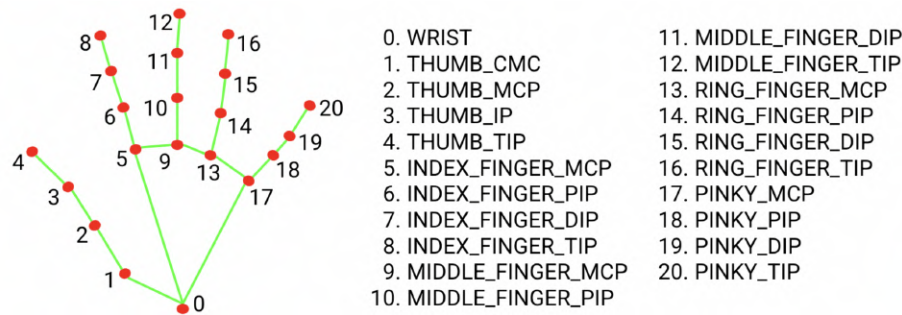 12
8
16
11
7
15
10
6
14
20
5
9
19
4
13
18
3
17
2
1
0
0. WRIST
1. THUMB_CMC
2. THUMB_MCP
3. THUMB_IP
4. THUMB_TIP
5. INDEX_FINGER_MCP
6. INDEX_FINGER_PIP
7. INDEX_FINGER_DIP
8. INDEX_FINGER_TIP
9. MIDDLE_FINGER_MCP
10. MIDDLE_FINGER_PIP
11. MIDDLE_FINGER_DIP
12. MIDDLE_FINGER_TIP
13. RING_FINGER_MCP
14. RING_FINGER_PIP
15. RING_FINGER_DIP
16. RING_FINGER_TIP
17. PINKY_MCP
18. PINKY_PIP
19. PINKY_DIP
20. PINKY_TIP